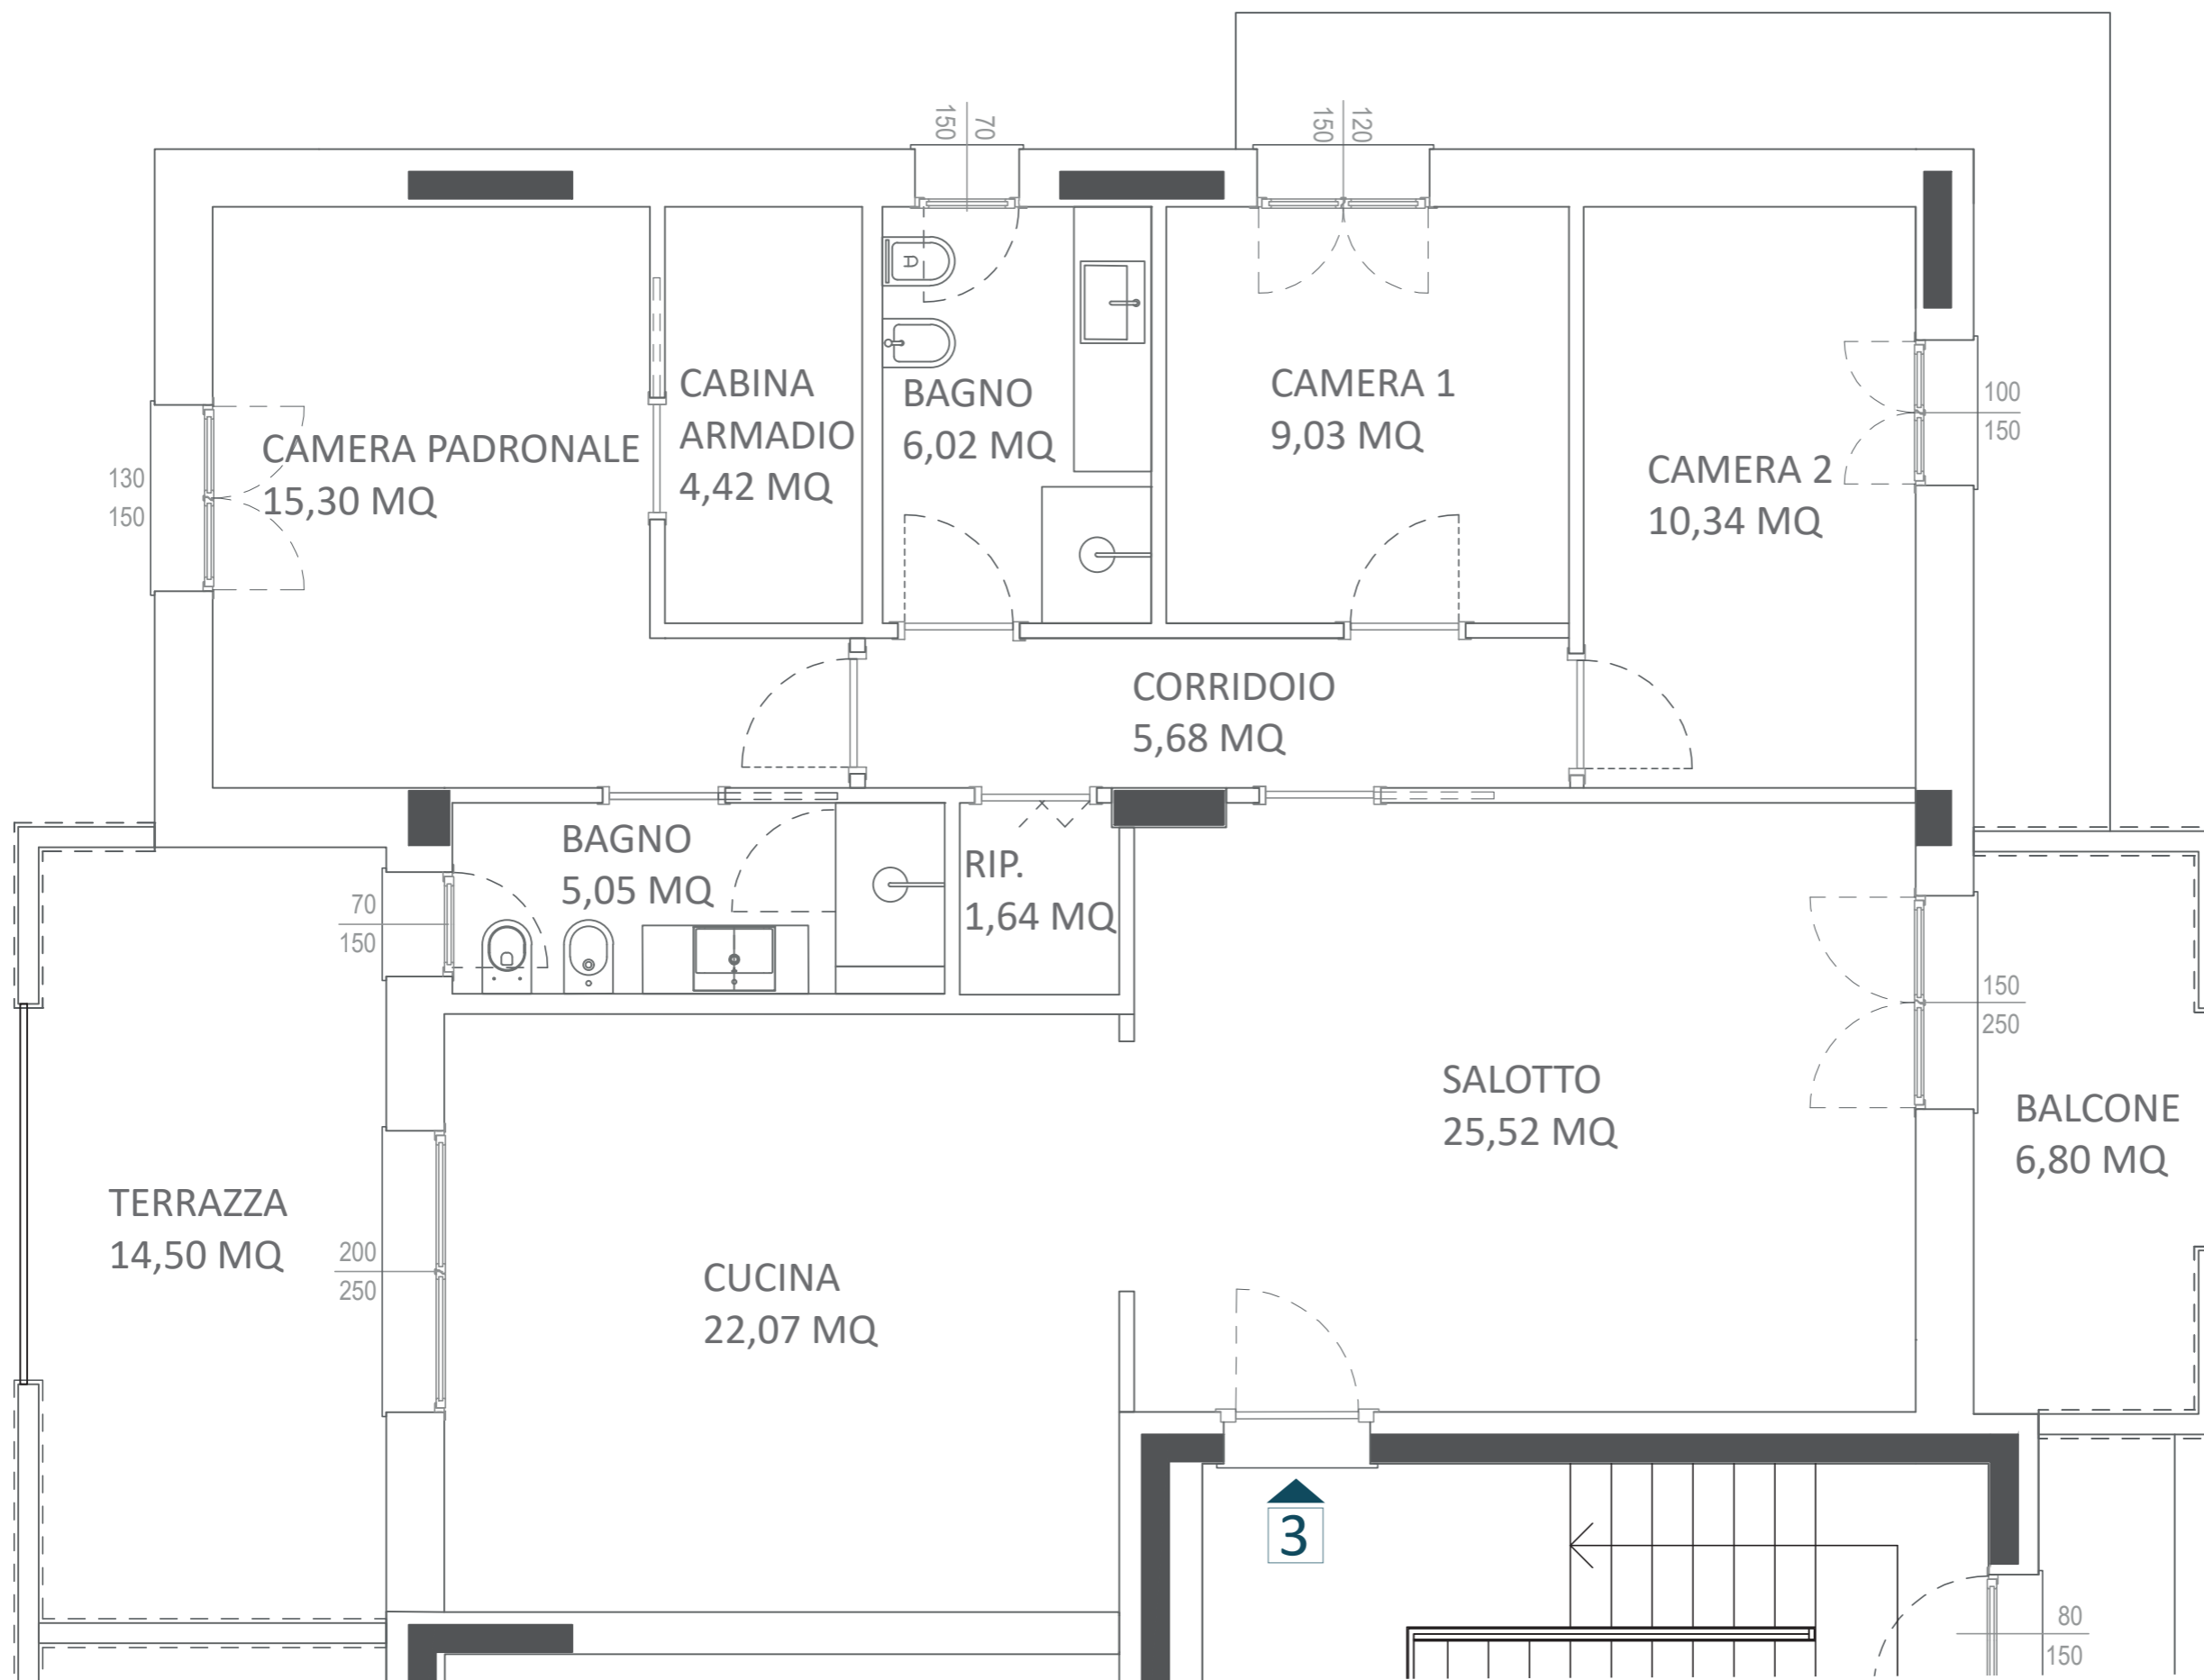 70
150
120
150
CAMERA PADRONALE
15,30 MQ
130
150
CABINA
ARMADIO
4,42 MQ
BAGNO
6,02 MQ
CAMERA 1
9,03 MQ
CAMERA 2
10,34 MQ
100
150
CORRIDOIO
5,68 MQ
BAGNO
5,05 MQ
RIP.
1,64 MQ
70
150
SALOTTO
25,52 MQ
150
250
BALCONE
6,80 MQ
TERRAZZA
14,50 MQ
200
250
CUCINA
22,07 MQ
3
80
150